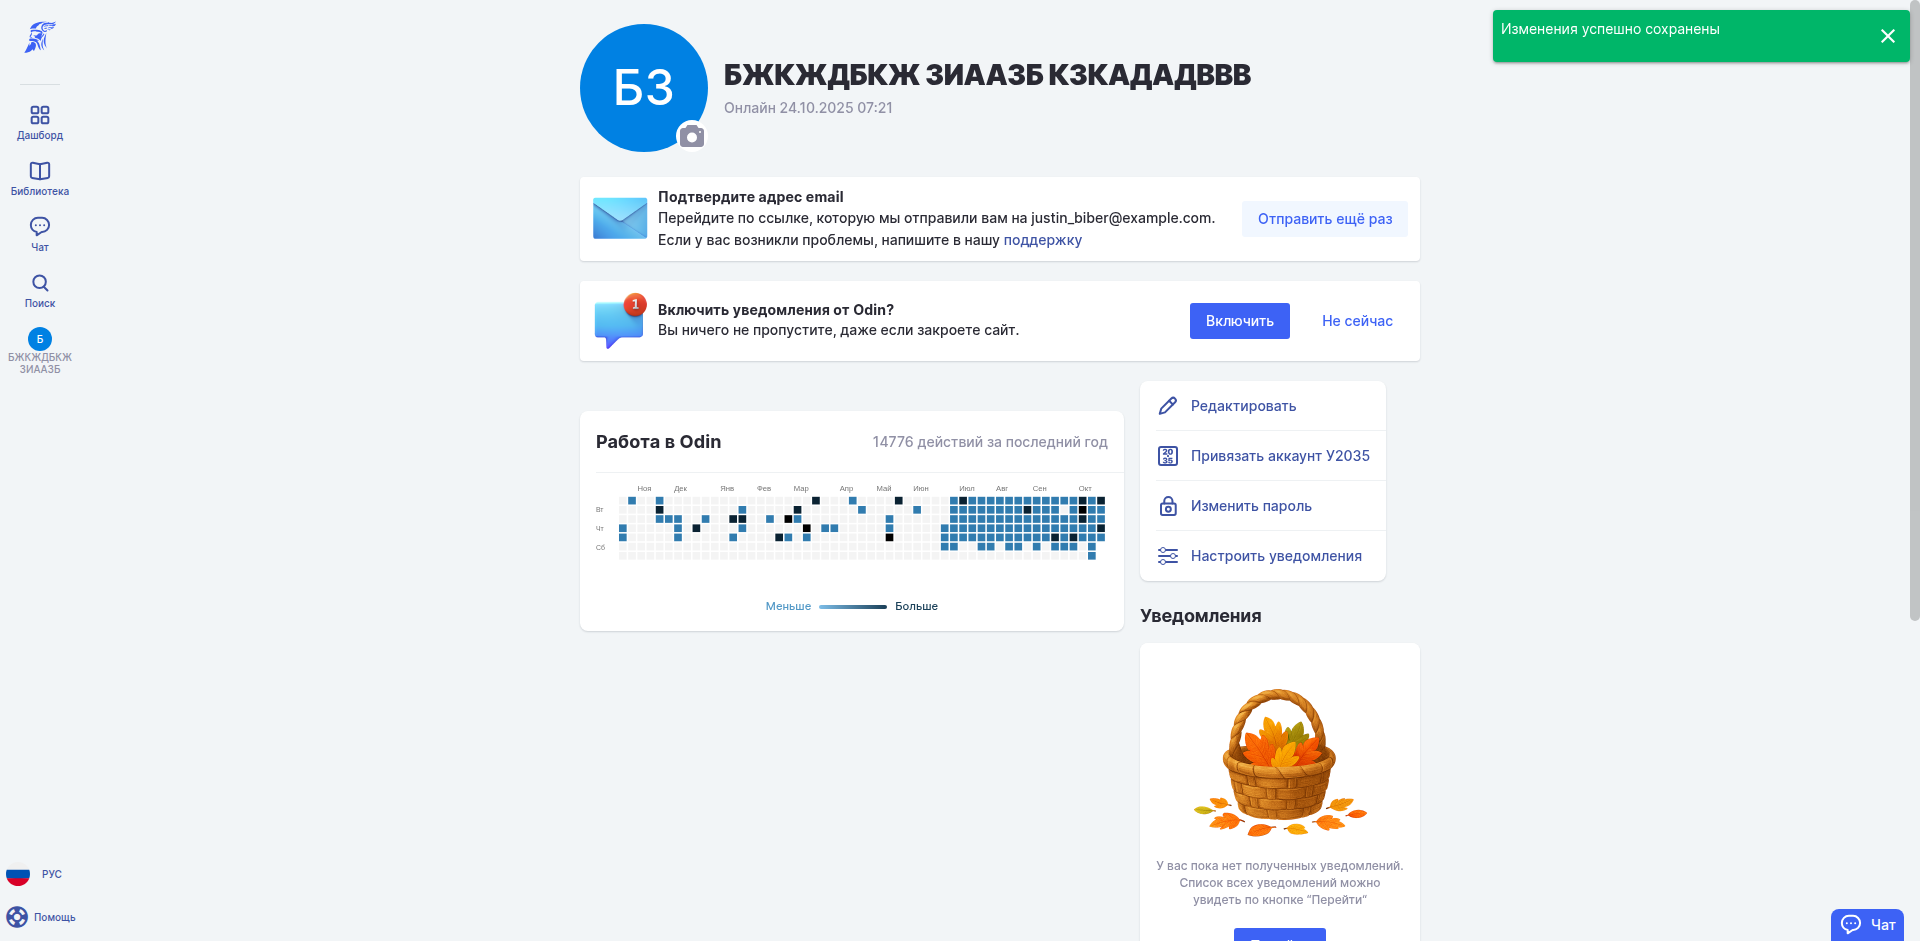 Изменения успешно сохранены
БЗ
БЖКЖДБКЖ ЗИААЗБ КЗКАДАДВВВ
Онлайн 24.10.2025 07:21
Дашборд
Библиотека
Чат
Поиск
Б
БЖКЖДБКЖ
ЗИААЗБ
Подтвердите адрес email
Перейдите по ссылке, которую мы отправили вам на justin_biber@example.com.
Если у вас возникли проблемы, напишите в нашу поддержку
Отправить ещё раз
1
Включить уведомления от Odin?
Вы ничего не пропустите, даже если закроете сайт.
Включить
Не сейчас
Работа в Odin
14776 действий за последний год
Ноя Дек Янв Фев Мар Апр Май Июн Июл Авг Сен Окт
Вт
Чт
Сб
Меньше
Больше
Редактировать
20
35
Привязать аккаунт У2035
Изменить пароль
Настроить уведомления
Уведомления
У вас пока нет полученных уведомлений.
Список всех уведомлений можно
увидеть по кнопке “Перейти”
РУС
Помощь
Чат